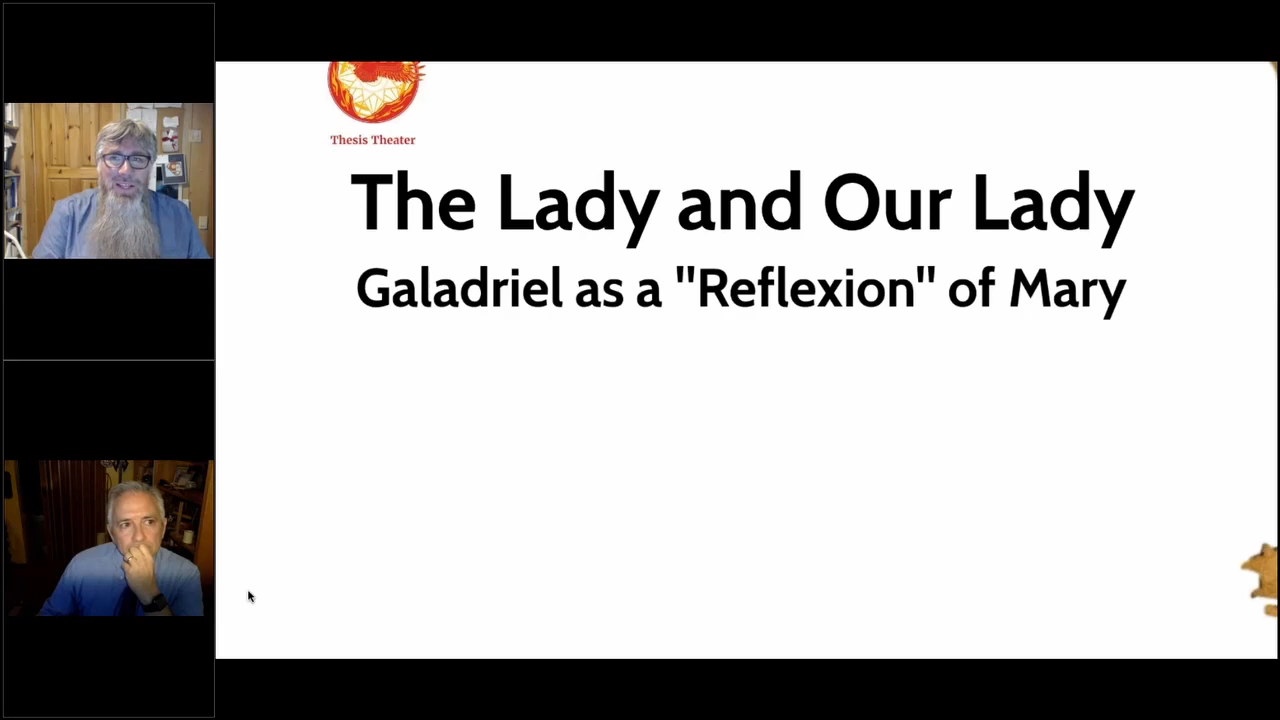 Thesis Theater
The Lady and Our Lady
Galadriel as a "Reflexion" of Mary